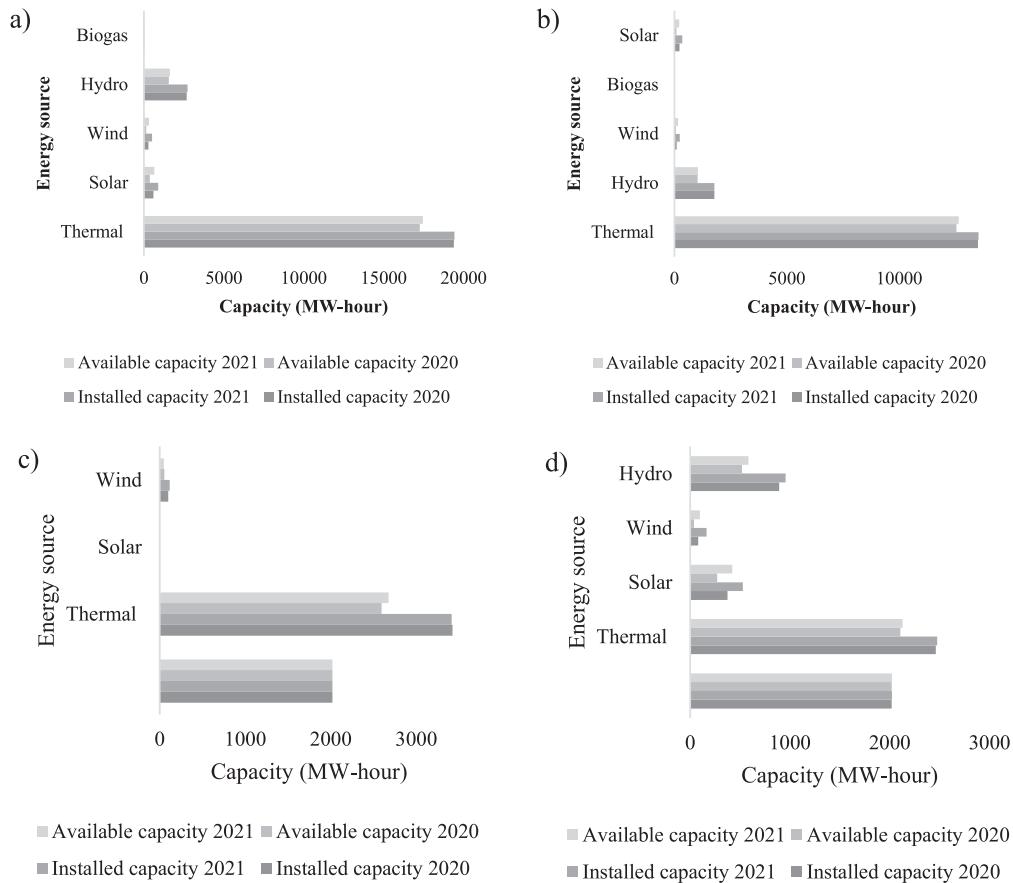 a)
Energy source
Biogas
Hydro
Wind
Solar
Thermal
0 5000 10000 15000 20000
Capacity (MW-hour)
Available capacity 2021 Available capacity 2020
Installed capacity 2021 Installed capacity 2020
b)
Energy source
Solar
Biogas
Wind
Hydro
Thermal
0 5000 10000
Capacity (MW-hour)
Available capacity 2021 Available capacity 2020
Installed capacity 2021 Installed capacity 2020
c)
Energy source
Wind
Solar
Thermal
0 1000 2000 3000
Capacity (MW-hour)
Available capacity 2021 Available capacity 2020
Installed capacity 2021 Installed capacity 2020
d)
Energy source
Hydro
Wind
Solar
Thermal
0 1000 2000 3000
Capacity (MW-hour)
Available capacity 2021 Available capacity 2020
Installed capacity 2021 Installed capacity 2020